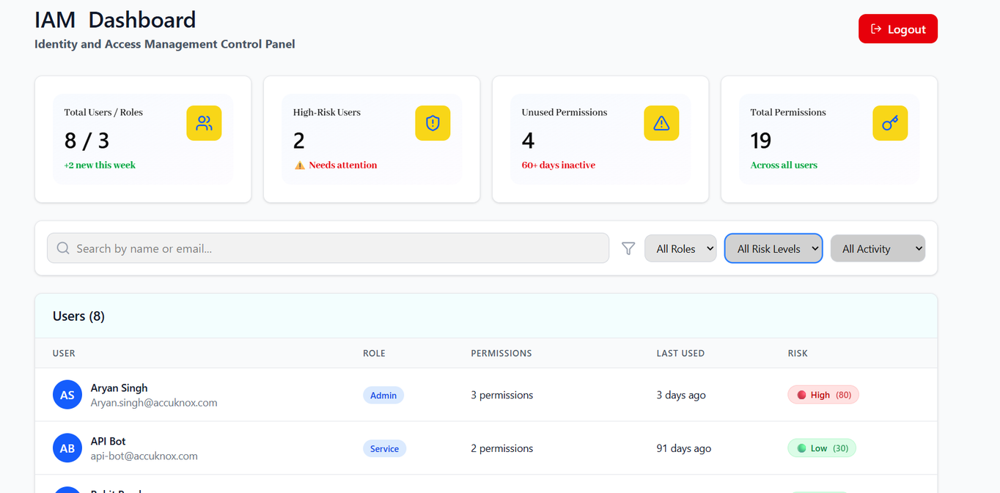 IAM Dashboard
Identity and Access Management Control Panel
Logout
Total Users / Roles
8 / 3
+2 new this week
High-Risk Users
2
⚠️ Needs attention
Unused Permissions
4
60+ days inactive
Total Permissions
19
Across all users
Search by name or email...
All Roles
All Risk Levels
All Activity
Users (8)
USER ROLE PERMISSIONS LAST USED RISK
AS Aryan Singh Admin 3 permissions 3 days ago High (80)
Aryan.singh@accuknox.com
AB API Bot Service 2 permissions 91 days ago Low (30)
api-bot@accuknox.com